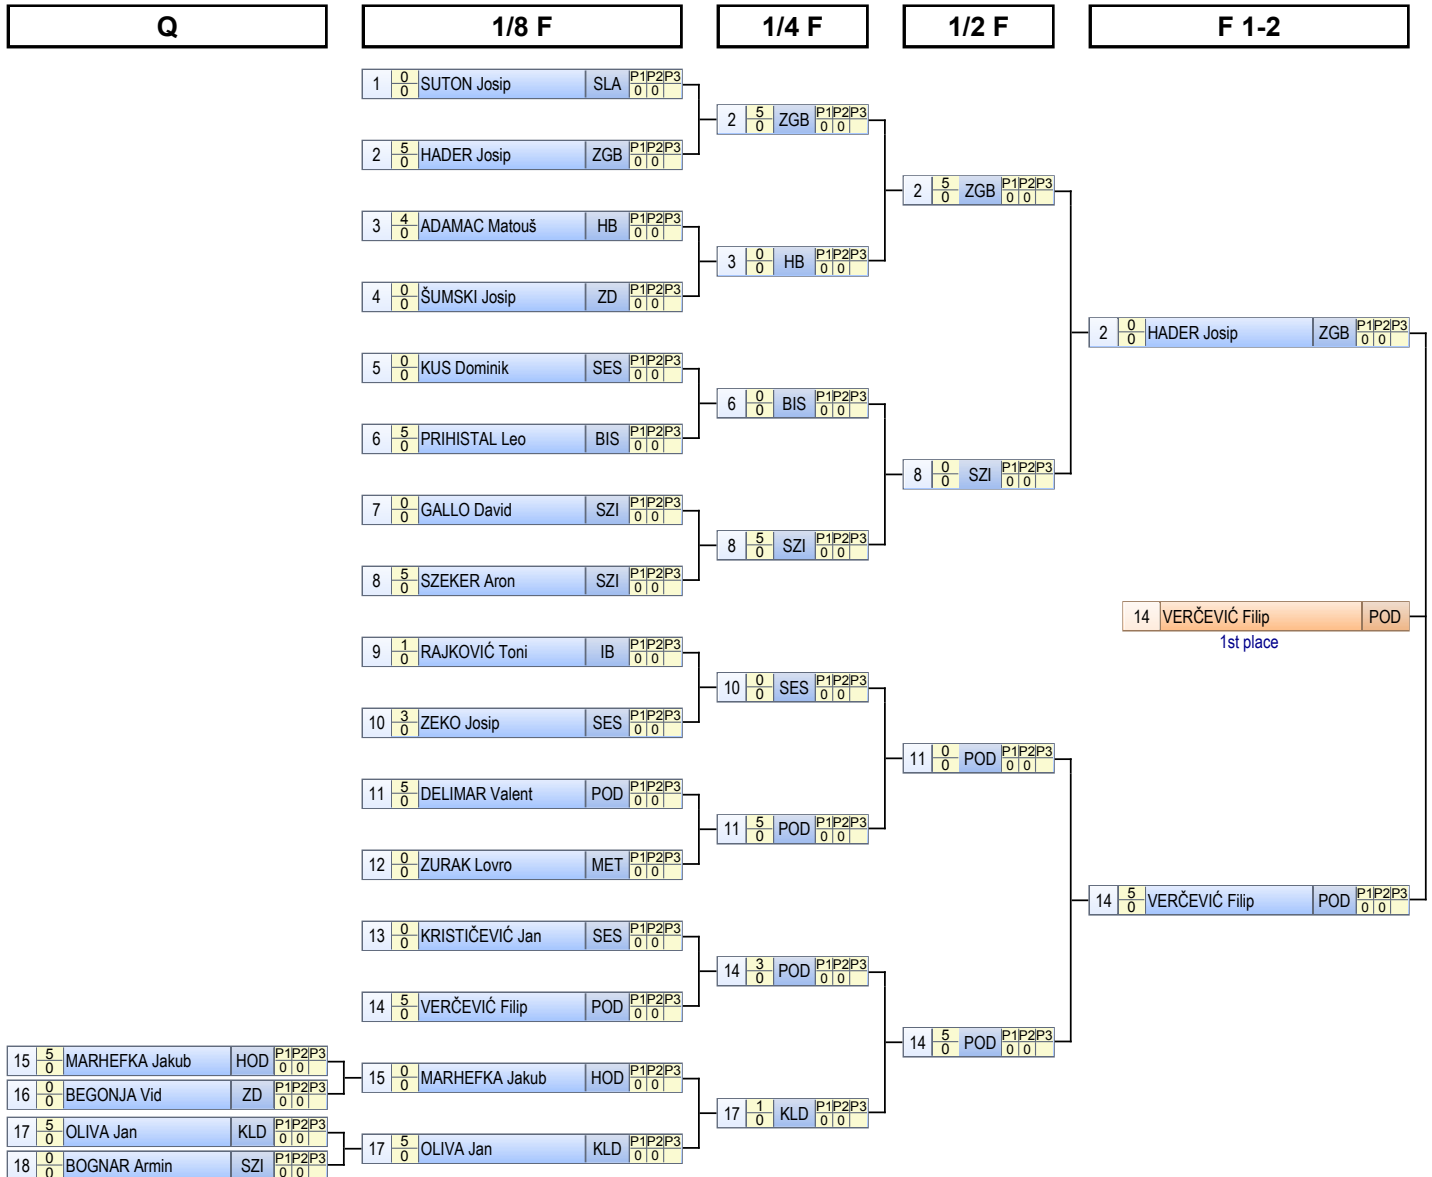 Q 1/8 F 1/4 F 1/2 F F 1-2
1 0 0 SUTON Josip SLA P1 P2 P3 0 0
2 5 0 ZGB P1 P2 P3 0 0
2 5 0 HADER Josip ZGB P1 P2 P3 0 0
2 5 0 ZGB P1 P2 P3 0 0
3 4 0 ADAMAC Matouš HB P1 P2 P3 0 0
3 0 0 HB P1 P2 P3 0 0
4 0 0 ŠUMSKI Josip ZD P1 P2 P3 0 0
2 0 0 HADER Josip ZGB P1 P2 P3 0 0
5 0 0 KUS Dominik SES P1 P2 P3 0 0
6 0 0 BIS P1 P2 P3 0 0
6 5 0 PRIHISTAL Leo BIS P1 P2 P3 0 0
8 0 0 SZI P1 P2 P3 0 0
7 0 0 GALLO David SZI P1 P2 P3 0 0
8 5 0 SZI P1 P2 P3 0 0
8 5 0 SZEKER Aron SZI P1 P2 P3 0 0
14 VERČEVIĆ Filip POD
1st place
9 1 0 RAJKOVIĆ Toni IB P1 P2 P3 0 0
10 0 0 SES P1 P2 P3 0 0
10 3 0 ZEKO Josip SES P1 P2 P3 0 0
11 0 0 POD P1 P2 P3 0 0
11 5 0 DELIMAR Valent POD P1 P2 P3 0 0
11 5 0 POD P1 P2 P3 0 0
12 0 0 ZURAK Lovro MET P1 P2 P3 0 0
14 5 0 VERČEVIĆ Filip POD P1 P2 P3 0 0
13 0 0 KRISTIČEVIĆ Jan SES P1 P2 P3 0 0
14 3 0 POD P1 P2 P3 0 0
14 5 0 VERČEVIĆ Filip POD P1 P2 P3 0 0
14 5 0 POD P1 P2 P3 0 0
15 5 0 MARHEFKA Jakub HOD P1 P2 P3 0 0
15 0 0 MARHEFKA Jakub HOD P1 P2 P3 0 0
16 0 0 BEGONJA Vid ZD P1 P2 P3 0 0
17 1 0 KLD P1 P2 P3 0 0
17 5 0 OLIVA Jan KLD P1 P2 P3 0 0
17 5 0 OLIVA Jan KLD P1 P2 P3 0 0
18 0 0 BOGNAR Armin SZI P1 P2 P3 0 0